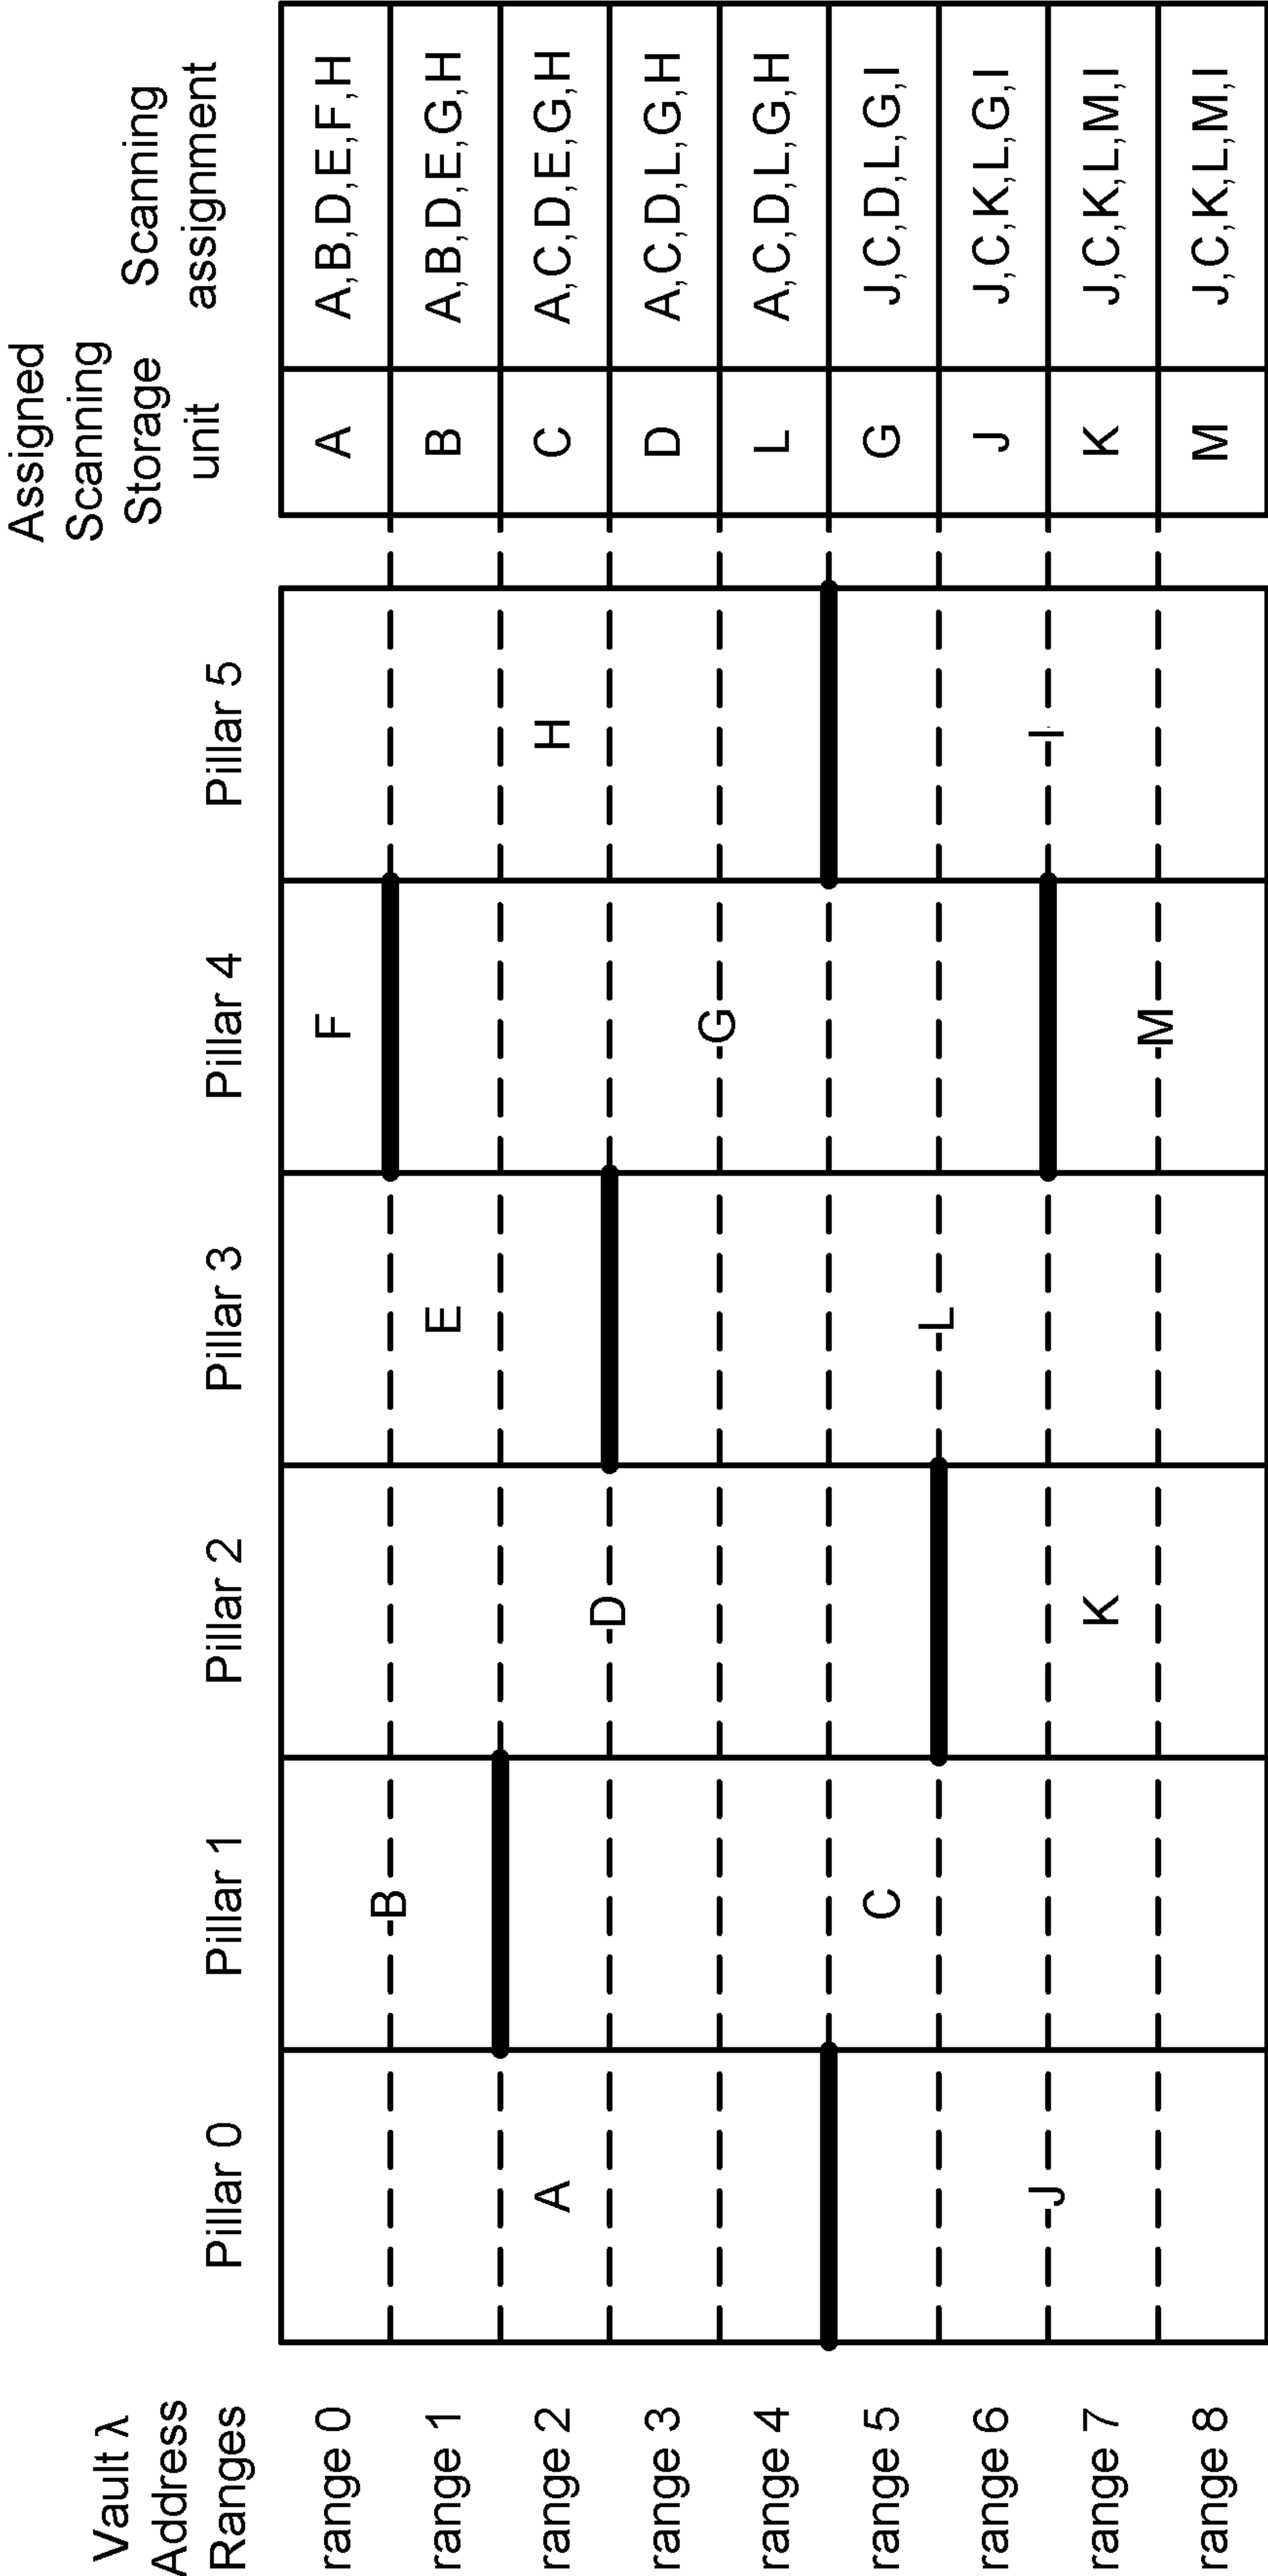 Vault λ
Address
Ranges
Pillar 0
Pillar 1
Pillar 2
Pillar 3
Pillar 4
Pillar 5
Assigned
Scanning
Storage
unit
Scanning
assignment
range 0
F
A
A,B,D,E,F,H
B
range 1
E
B
A,B,D,E,G,H
range 2
A
H
C
A,C,D,E,G,H
D
range 3
D
A,C,D,L,G,H
G
range 4
L
A,C,D,L,G,H
range 5
C
G
J,C,D,L,G,I
L
range 6
J
J,C,K,L,G,I
J
I
range 7
K
K
J,C,K,L,M,I
M
range 8
M
J,C,K,L,M,I